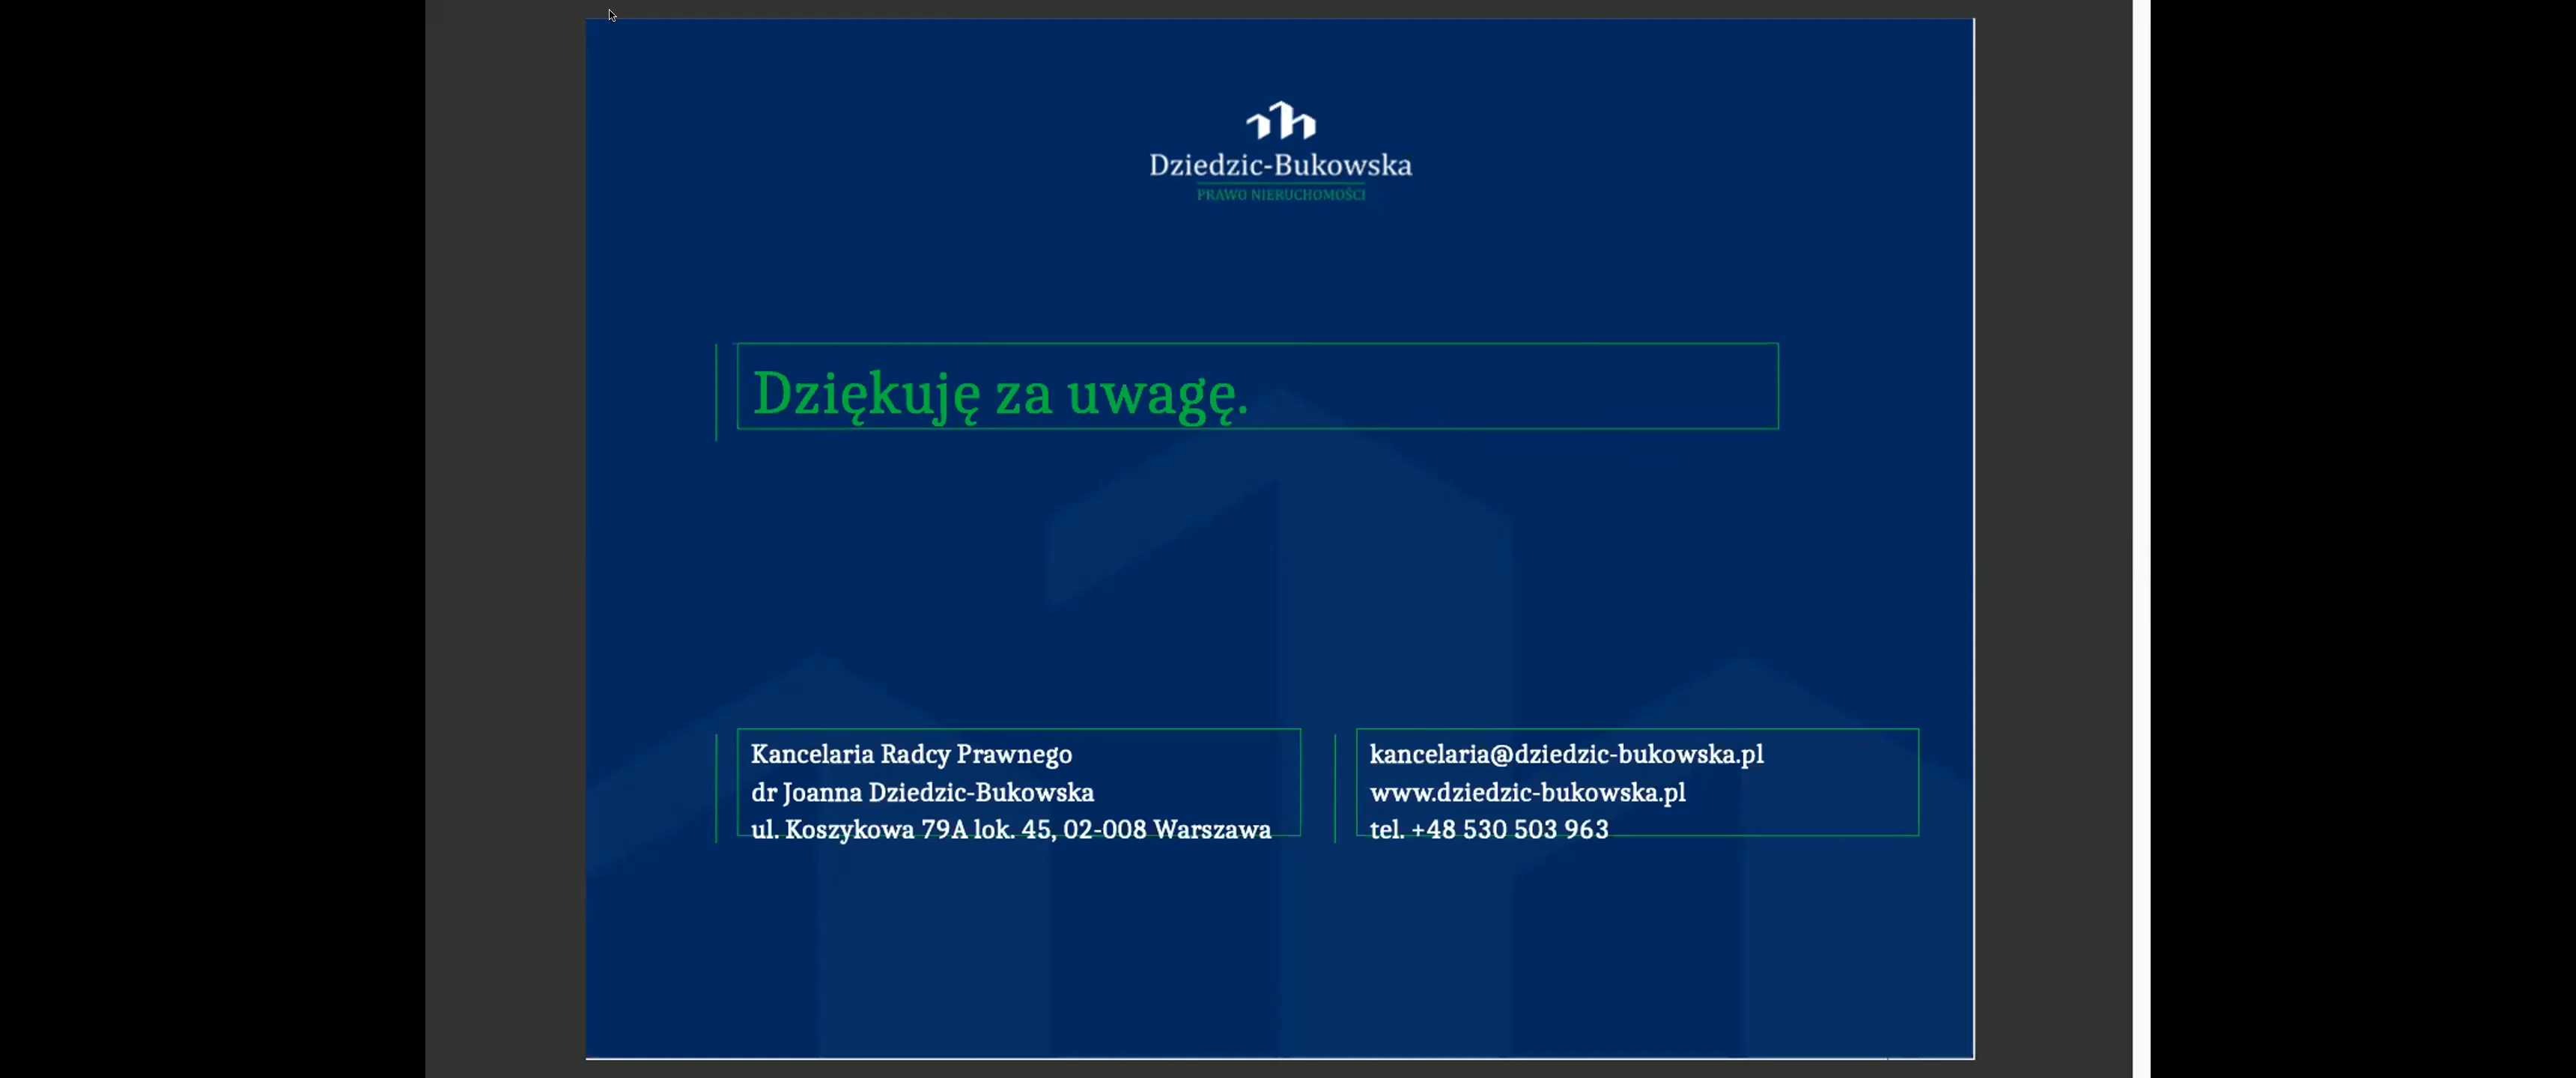 Dziedzic-Bukowska
PRAWO NIERUCHOMOŚCI
Dziękuję za uwagę.
Kancelaria Radcy Prawnego
dr Joanna Dziedzic-Bukowska
ul. Koszykowa 79A lok. 45, 02-008 Warszawa
kancelaria@dziedzic-bukowska.pl
www.dziedzic-bukowska.pl
tel. +48 530 503 963